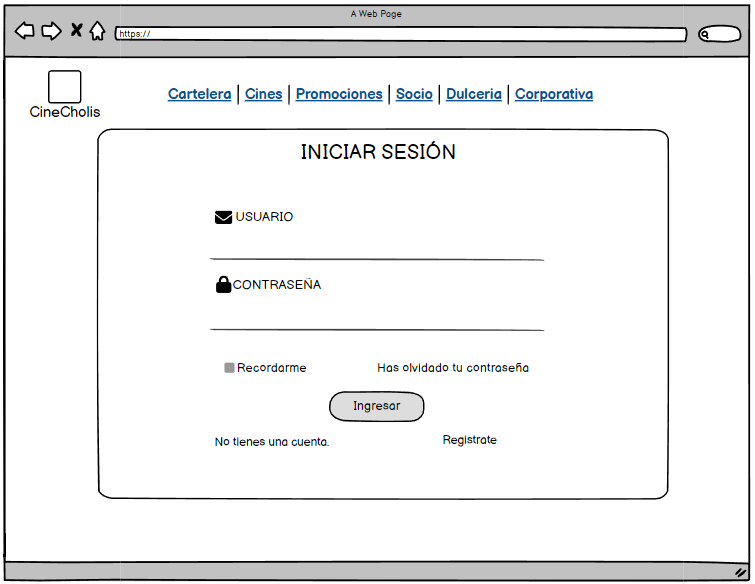 A Web Page
https://
CineCholis
Cartelera | Cines | Promociones | Socio | Dulceria | Corporativa
INICIAR SESIÓN
USUARIO
CONTRASEÑA
Recordarme Has olvidado tu contraseña
Ingresar
No tienes una cuenta. Registrate